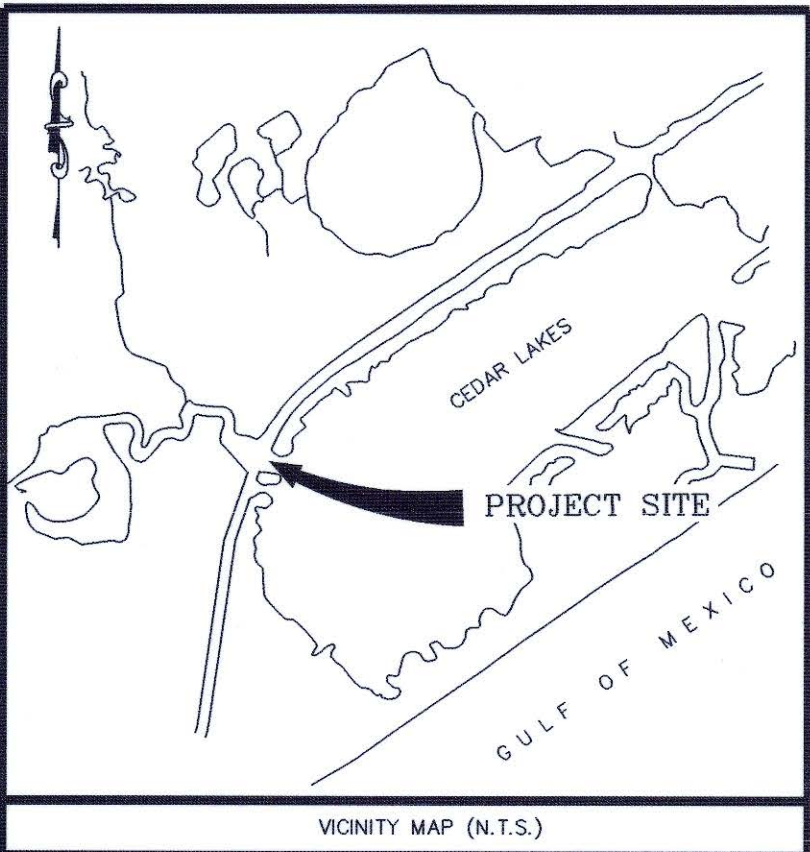 CEDAR LAKES
PROJECT SITE
GULF OF MEXICO
VICINITY MAP (N.T.S.)